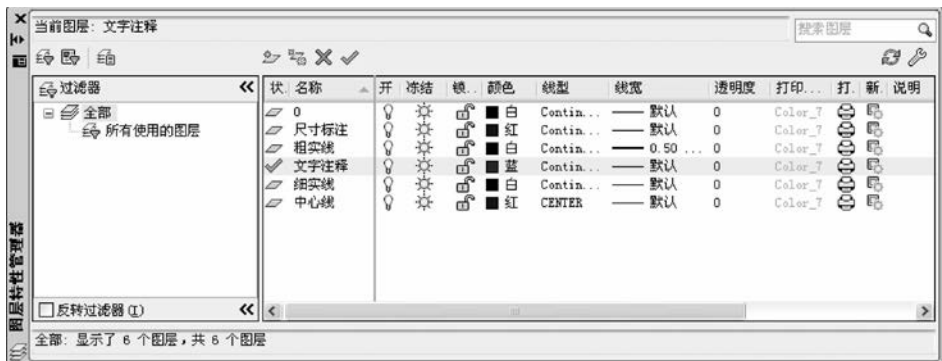 当前图层: 文字注释
搜索图层
过滤器
全部
所有使用的图层
反转过滤器(I)
状. 名称 开 冻结 锁.. 颜色 线型 线宽 透明度 打印... 打. 新. 说明
0 白 Contin... 默认 0 Color_7
尺寸标注 红 Contin... 默认 0 Color_7
粗实线 白 Contin... 0.50 ... 0 Color_7
文字注释 蓝 Contin... 默认 0 Color_7
细实线 白 Contin... 默认 0 Color_7
中心线 红 CENTER 默认 0 Color_7
图层特性管理器
全部: 显示了 6 个图层，共 6 个图层